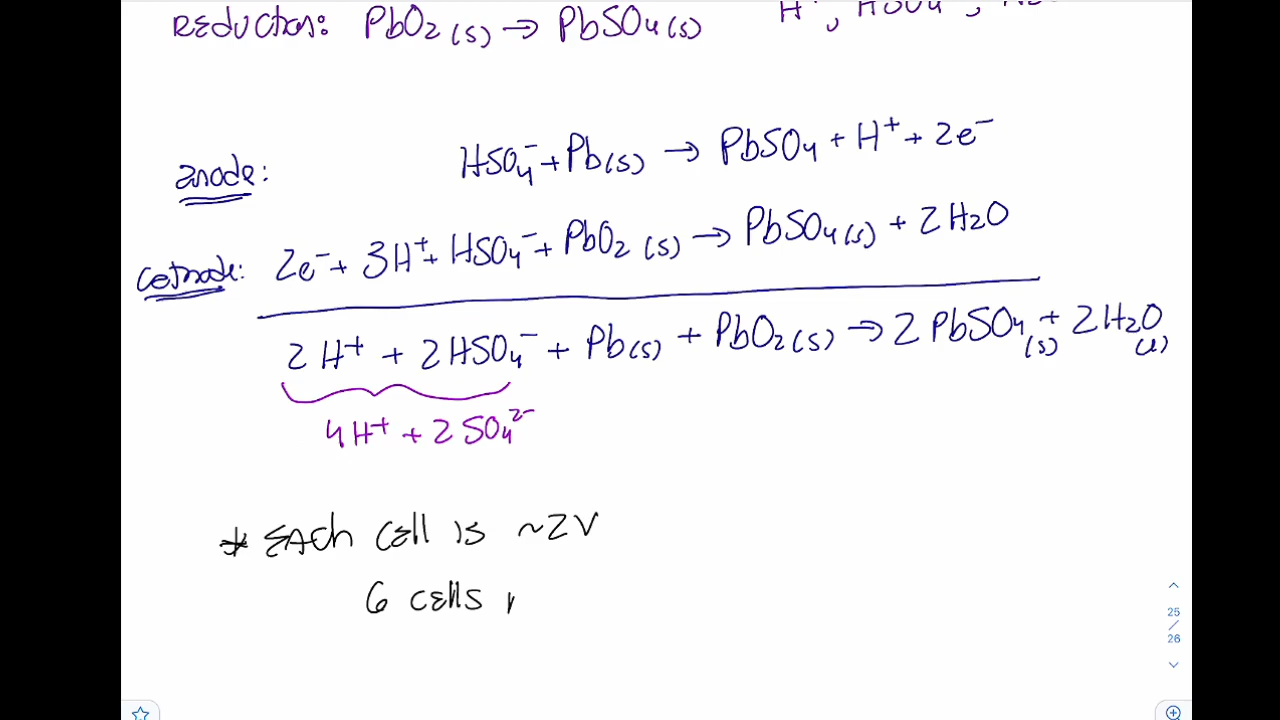 Reduction: PbO₂(s) → PbSO₄(s) H⁺, HSO₄⁻,
anode: HSO₄⁻ + Pb(s) → PbSO₄ + H⁺ + 2e⁻
cathode: 2e⁻ + 3H⁺ + HSO₄⁻ + PbO₂(s) → PbSO₄(s) + 2H₂O
2H⁺ + 2HSO₄⁻ + Pb(s) + PbO₂(s) → 2PbSO₄(s) + 2H₂O(l)
4H⁺ + 2SO₄²⁻
* Each cell is ~2V
6 cells
25
/
26